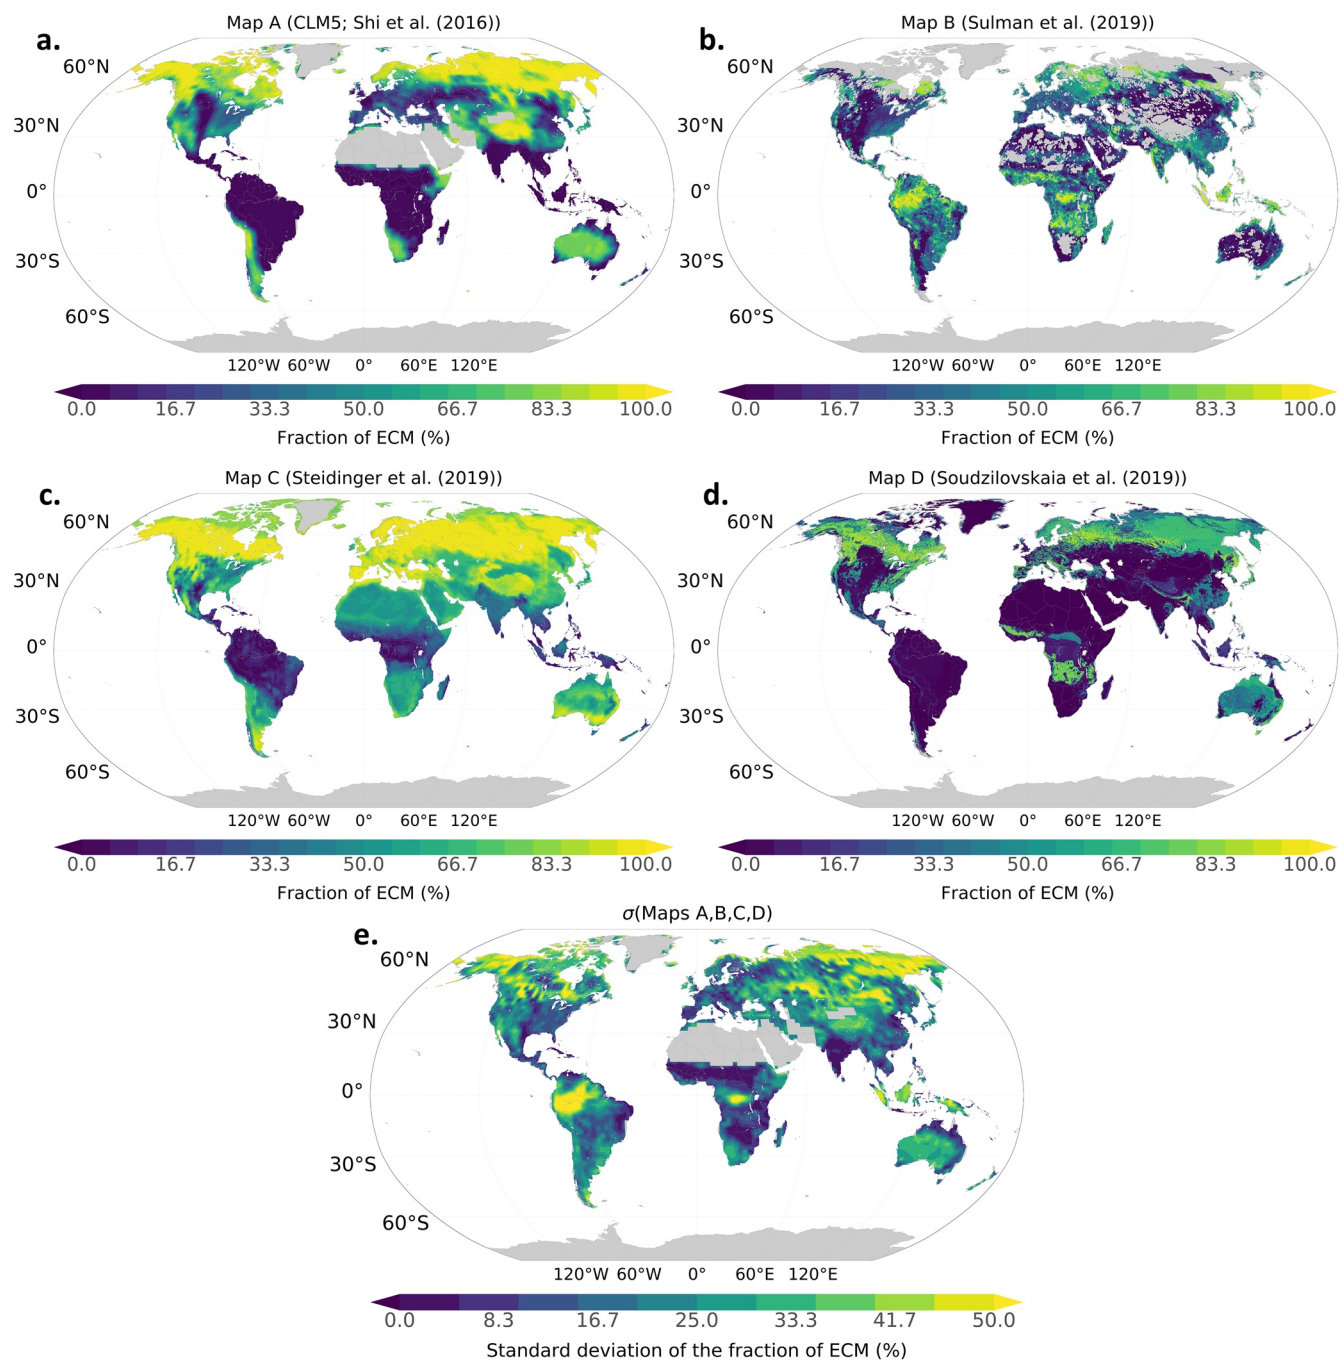 a.
Map A (CLM5; Shi et al. (2016))
60°N
30°N
0°
30°S
60°S
120°W 60°W 0° 60°E 120°E
0.0 16.7 33.3 50.0 66.7 83.3 100.0
Fraction of ECM (%)
b.
Map B (Sulman et al. (2019))
60°N
30°N
0°
30°S
60°S
120°W 60°W 0° 60°E 120°E
0.0 16.7 33.3 50.0 66.7 83.3 100.0
Fraction of ECM (%)
c.
Map C (Steidinger et al. (2019))
60°N
30°N
0°
30°S
60°S
120°W 60°W 0° 60°E 120°E
0.0 16.7 33.3 50.0 66.7 83.3 100.0
Fraction of ECM (%)
d.
Map D (Soudzilovskaia et al. (2019))
60°N
30°N
0°
30°S
60°S
120°W 60°W 0° 60°E 120°E
0.0 16.7 33.3 50.0 66.7 83.3 100.0
Fraction of ECM (%)
e.
σ(Maps A,B,C,D)
60°N
30°N
0°
30°S
60°S
120°W 60°W 0° 60°E 120°E
0.0 8.3 16.7 25.0 33.3 41.7 50.0
Standard deviation of the fraction of ECM (%)